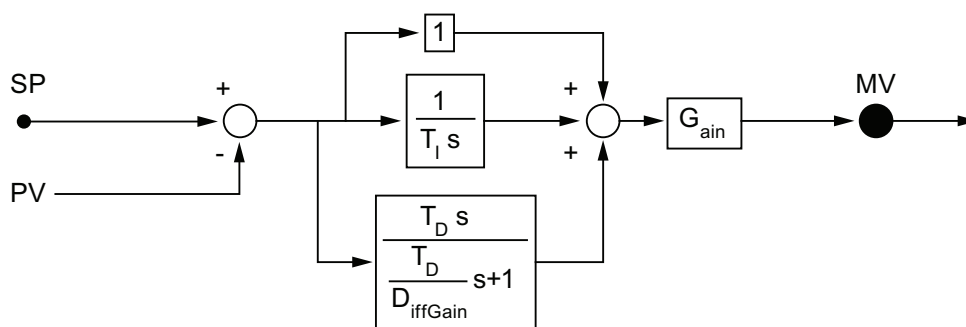 SP
PV
+
-
1
1
T_I s
T_D s
T_D
D_iffGain
s+1
+
+
G_ain
MV